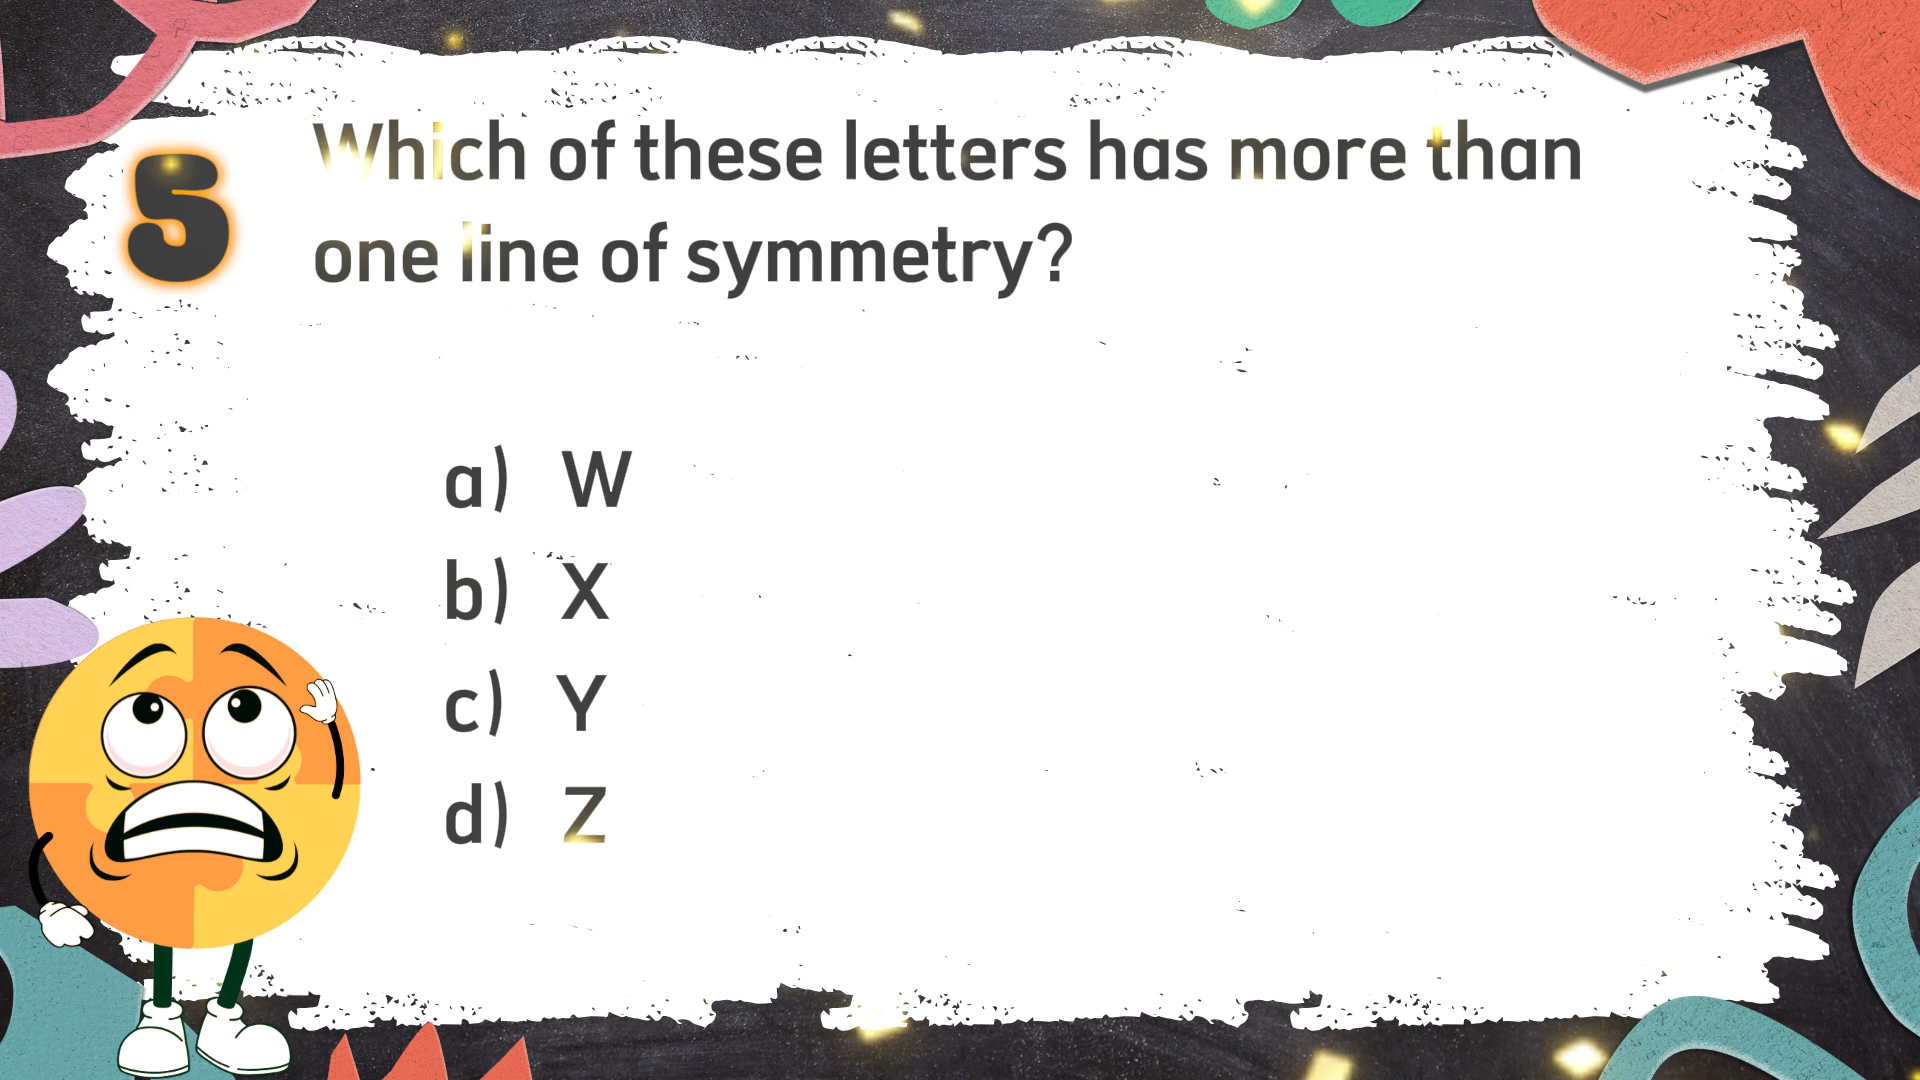 5
Which of these letters has more than
one line of symmetry?
a) W
b) X
c) Y
d) Z